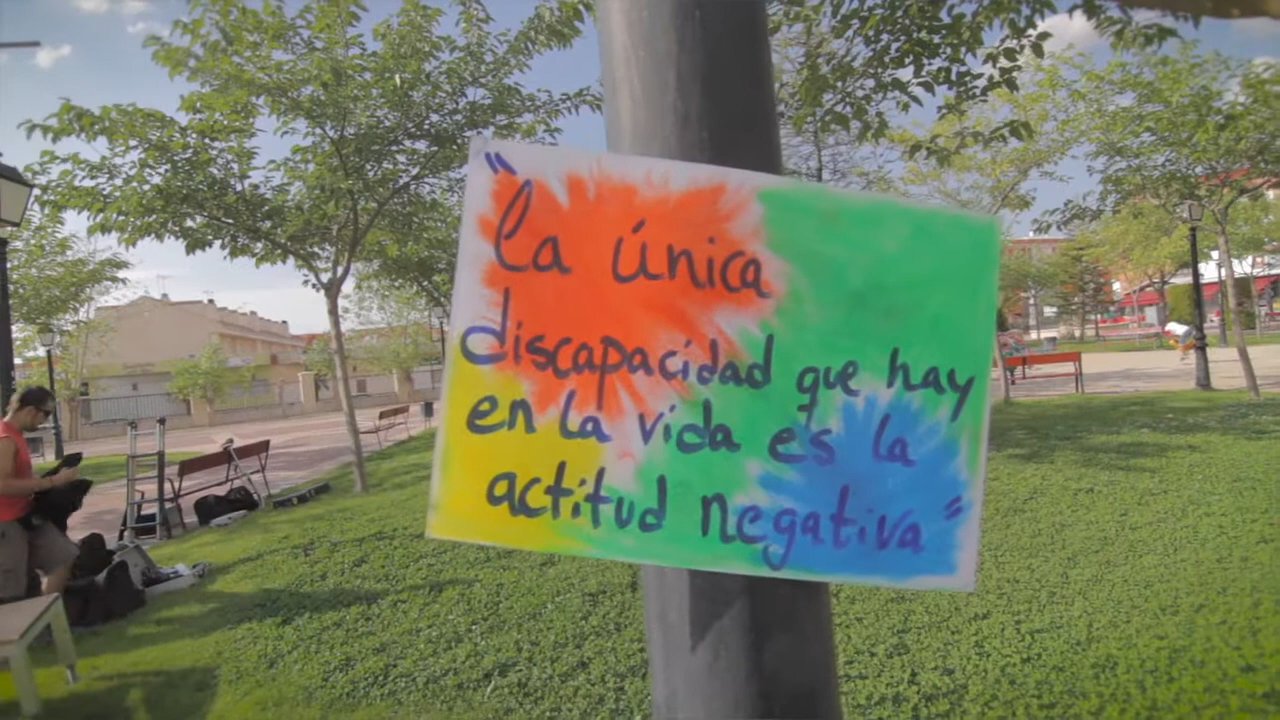 "La única
discapacidad que hay
en la vida es la
actitud negativa"